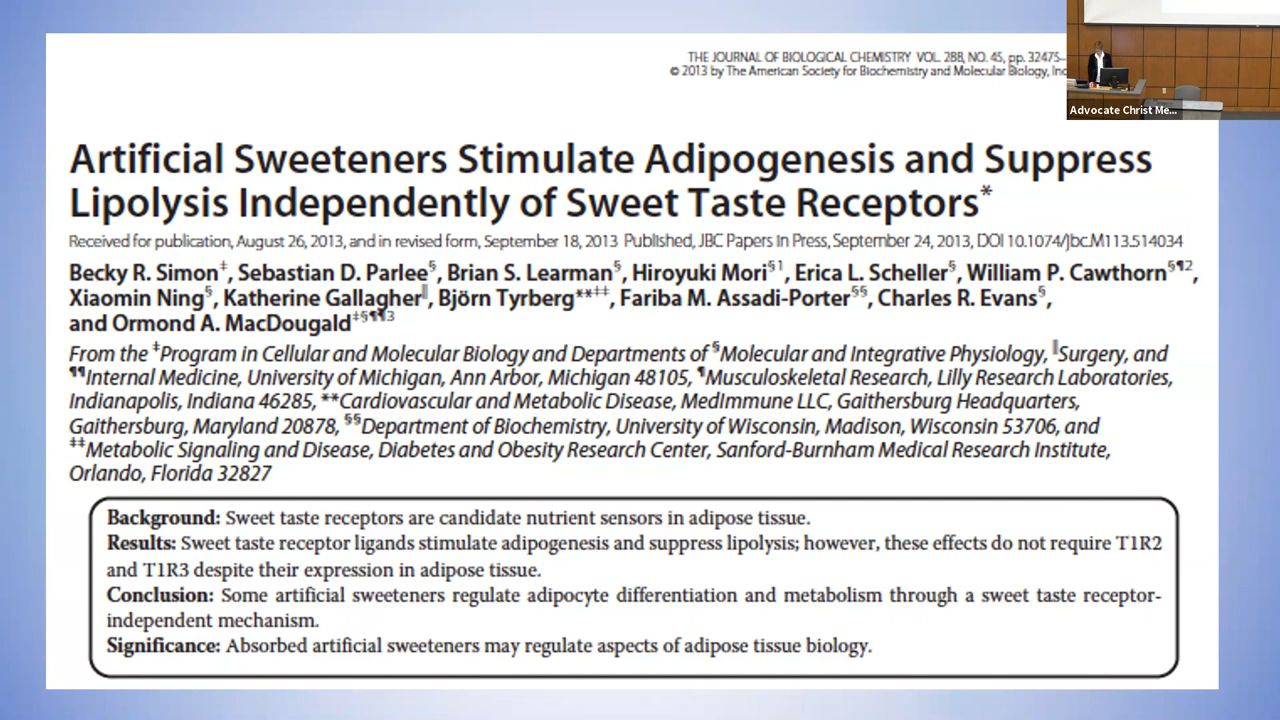 THE JOURNAL OF BIOLOGICAL CHEMISTRY VOL. 288, NO. 45, pp. 32475–
© 2013 by The American Society for Biochemistry and Molecular Biology, Inc
Advocate Christ Me...
Artificial Sweeteners Stimulate Adipogenesis and Suppress
Lipolysis Independently of Sweet Taste Receptors*
Received for publication, August 26, 2013, and in revised form, September 18, 2013 Published, JBC Papers in Press, September 24, 2013, DOI 10.1074/jbc.M113.514034
Becky R. Simon‡, Sebastian D. Parlee§, Brian S. Learman§, Hiroyuki Mori§1, Erica L. Scheller§, William P. Cawthorn§¶2,
Xiaomin Ning§, Katherine Gallagher‖, Björn Tyrberg**‡‡, Fariba M. Assadi-Porter§§, Charles R. Evans§,
and Ormond A. MacDougald‡§¶¶3
From the ‡Program in Cellular and Molecular Biology and Departments of §Molecular and Integrative Physiology, ‖Surgery, and
¶¶Internal Medicine, University of Michigan, Ann Arbor, Michigan 48105, ¶Musculoskeletal Research, Lilly Research Laboratories,
Indianapolis, Indiana 46285, **Cardiovascular and Metabolic Disease, MedImmune LLC, Gaithersburg Headquarters,
Gaithersburg, Maryland 20878, §§Department of Biochemistry, University of Wisconsin, Madison, Wisconsin 53706, and
‡‡Metabolic Signaling and Disease, Diabetes and Obesity Research Center, Sanford-Burnham Medical Research Institute,
Orlando, Florida 32827
Background: Sweet taste receptors are candidate nutrient sensors in adipose tissue.
Results: Sweet taste receptor ligands stimulate adipogenesis and suppress lipolysis; however, these effects do not require T1R2
and T1R3 despite their expression in adipose tissue.
Conclusion: Some artificial sweeteners regulate adipocyte differentiation and metabolism through a sweet taste receptor-
independent mechanism.
Significance: Absorbed artificial sweeteners may regulate aspects of adipose tissue biology.